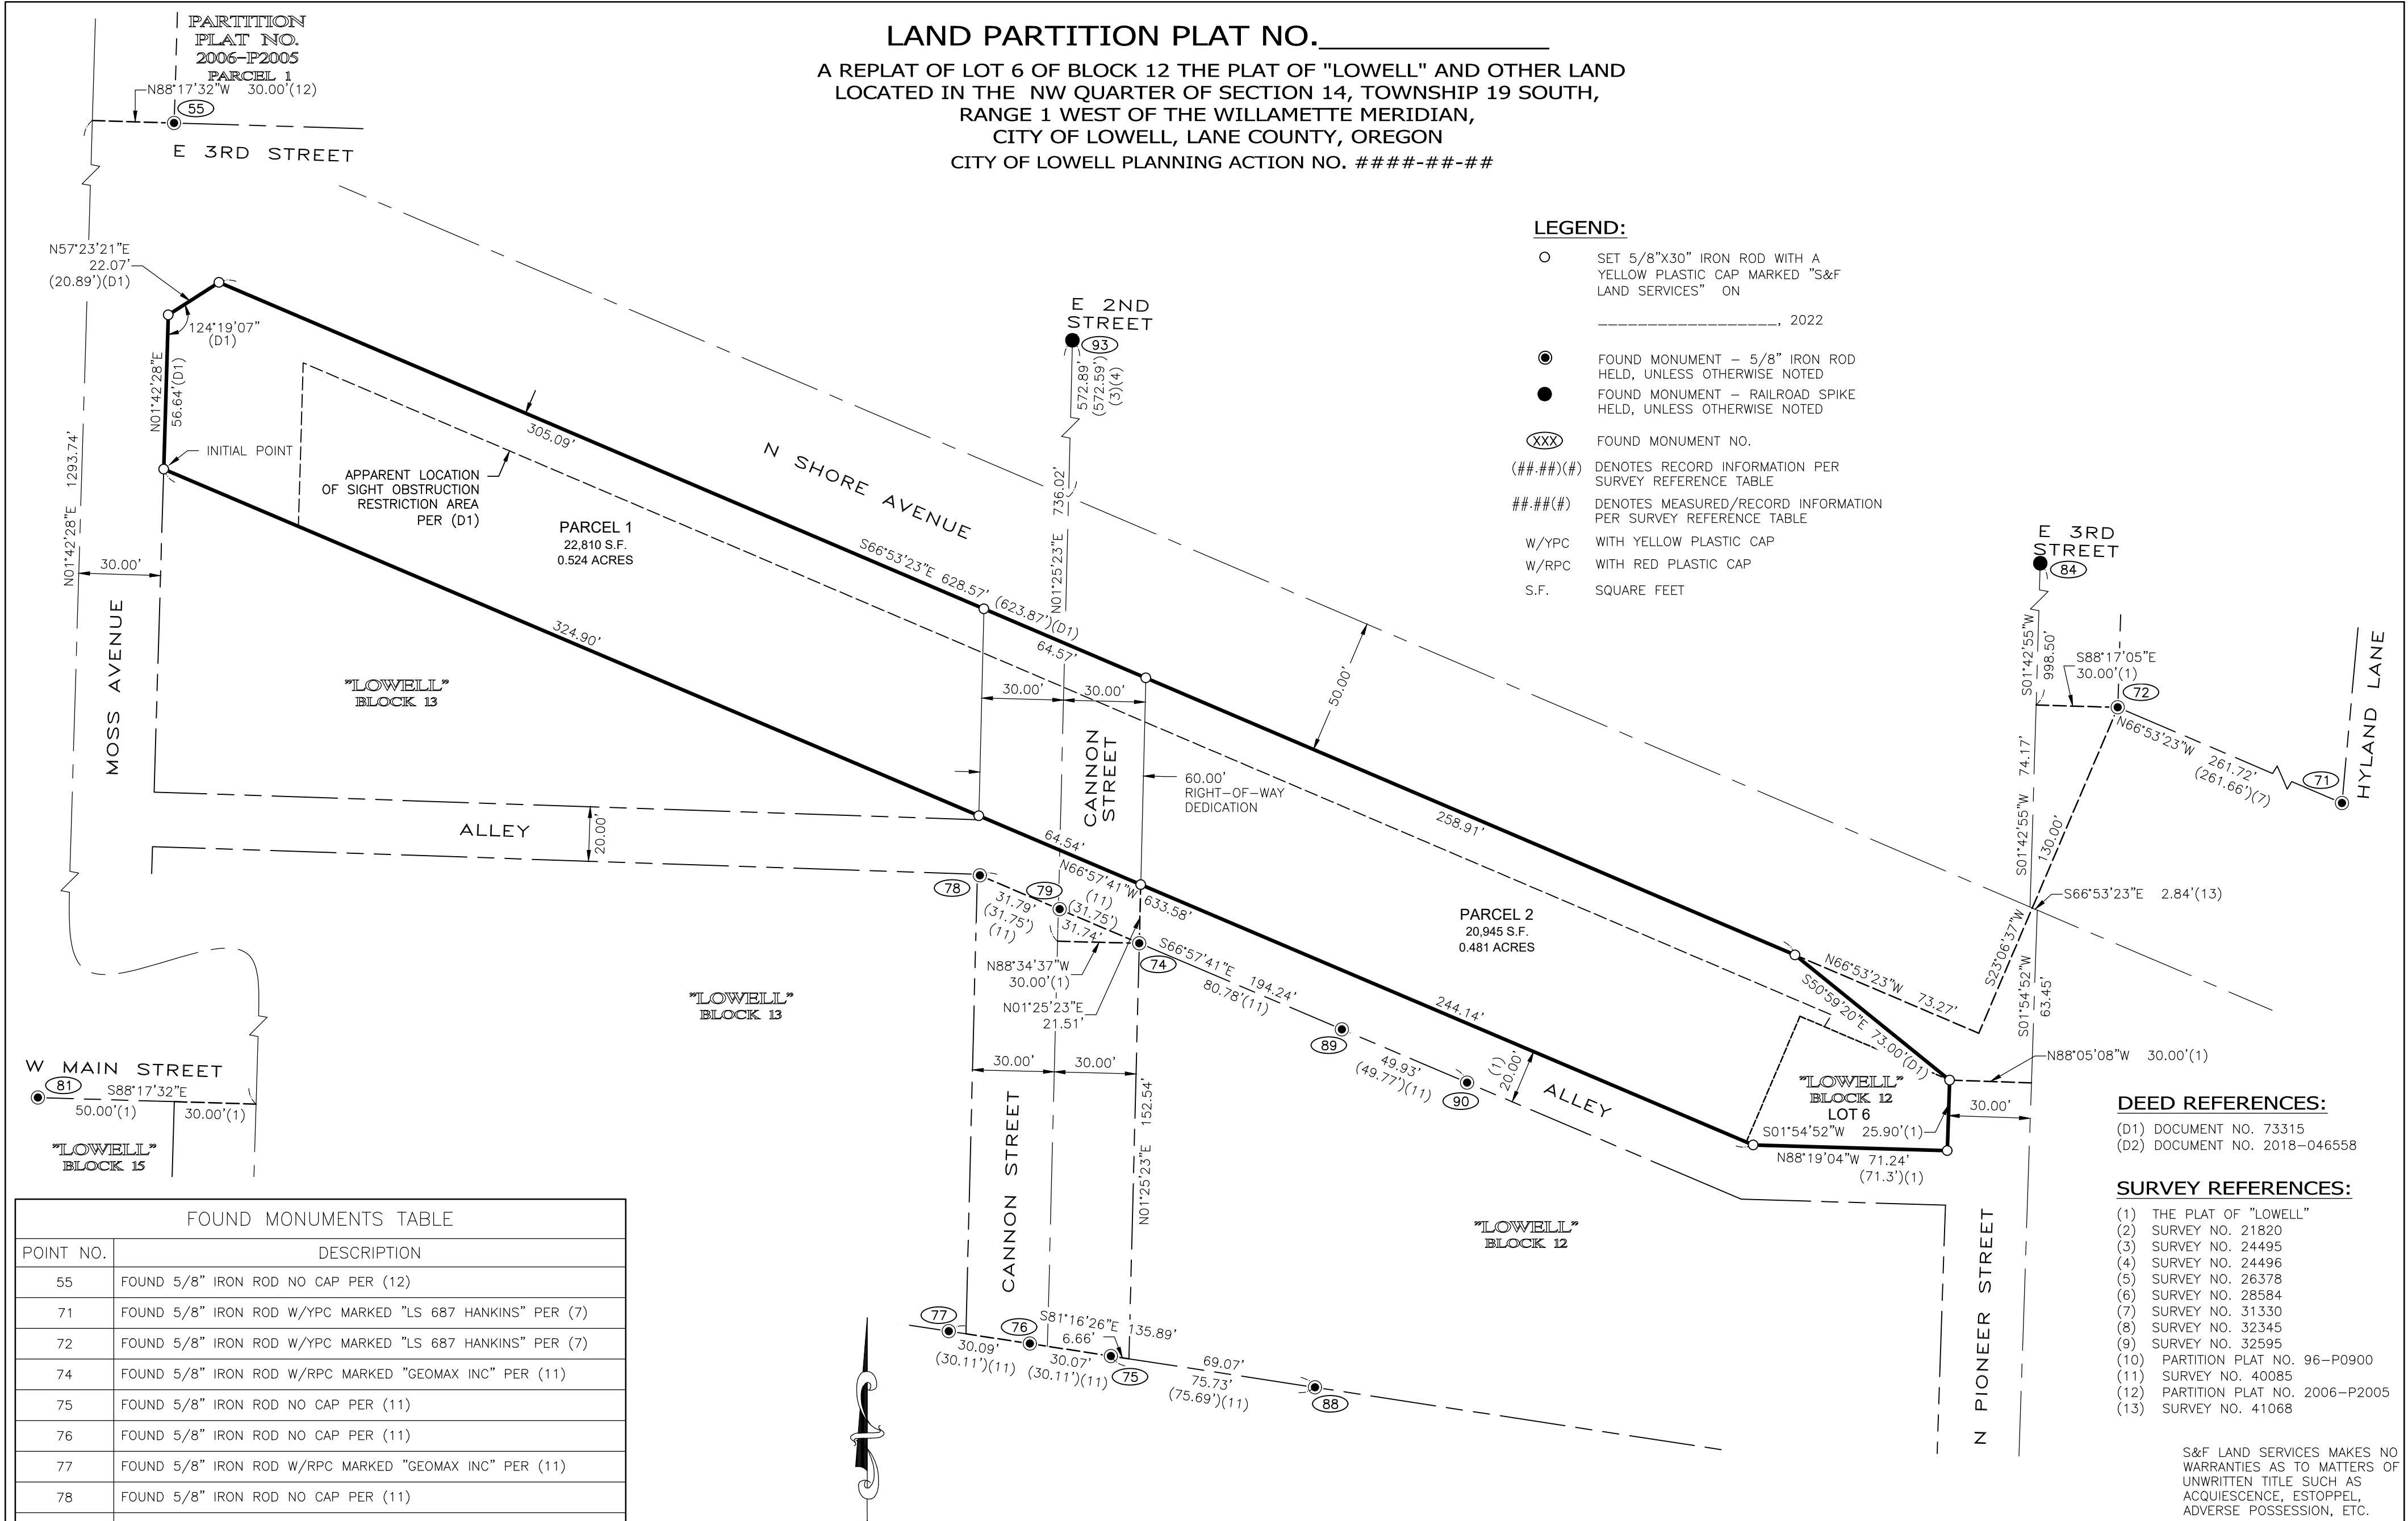 LAND PARTITION PLAT NO.______________
A REPLAT OF LOT 6 OF BLOCK 12 THE PLAT OF "LOWELL" AND OTHER LAND
LOCATED IN THE NW QUARTER OF SECTION 14, TOWNSHIP 19 SOUTH,
RANGE 1 WEST OF THE WILLAMETTE MERIDIAN,
CITY OF LOWELL, LANE COUNTY, OREGON
CITY OF LOWELL PLANNING ACTION NO. ####-##-##
PARTITION
PLAT NO.
2006-P2005
PARCEL 1
N88°17'32"W 30.00'(12)
55
E 3RD STREET
N57°23'21"E
22.07'
(20.89')(D1)
124°19'07"
(D1)
N01°42'28"E
56.64'(D1)
INITIAL POINT
N01°42'28"E 1293.74'
30.00'
MOSS AVENUE
APPARENT LOCATION
OF SIGHT OBSTRUCTION
RESTRICTION AREA
PER (D1)
305.09'
PARCEL 1
22,810 S.F.
0.524 ACRES
324.90'
"LOWELL"
BLOCK 13
N SHORE AVENUE
S66°53'23"E 628.57' (623.87')(D1)
64.57'
E 2ND
STREET
93
572.89'
(572.59')
(3)(4)
N01°25'23"E 736.02'
30.00'
30.00'
CANNON
STREET
60.00'
RIGHT-OF-WAY
DEDICATION
50.00'
258.91'
ALLEY
20.00'
64.54'
N66°57'41"W 633.58'
(11)
78
79
31.79'
(31.75')
(11)
(31.75')
31.74'
N88°34'37"W
30.00'(1)
74
N01°25'23"E
21.51'
S66°57'41"E 194.24'
80.78'(11)
89
49.93'
(49.77')(11)
90
244.14'
(1)
20.00'
ALLEY
PARCEL 2
20,945 S.F.
0.481 ACRES
"LOWELL"
BLOCK 13
30.00'
30.00'
CANNON STREET
N01°25'23"E 152.54'
77
76
S81°16'26"E 135.89'
6.66'
30.09'
(30.11')(11)
30.07'
(30.11')(11)
75
69.07'
75.73'
(75.69')(11)
88
"LOWELL"
BLOCK 12
W MAIN STREET
81
S88°17'32"E
50.00'(1)
30.00'(1)
"LOWELL"
BLOCK 15
LEGEND:
SET 5/8"X30" IRON ROD WITH A
YELLOW PLASTIC CAP MARKED "S&F
LAND SERVICES" ON
__________________, 2022
FOUND MONUMENT - 5/8" IRON ROD
HELD, UNLESS OTHERWISE NOTED
FOUND MONUMENT - RAILROAD SPIKE
HELD, UNLESS OTHERWISE NOTED
XXX FOUND MONUMENT NO.
(##.##)(#) DENOTES RECORD INFORMATION PER
SURVEY REFERENCE TABLE
##.##(#) DENOTES MEASURED/RECORD INFORMATION
PER SURVEY REFERENCE TABLE
W/YPC WITH YELLOW PLASTIC CAP
W/RPC WITH RED PLASTIC CAP
S.F. SQUARE FEET
E 3RD
STREET
84
S01°42'55"W
998.50'
S88°17'05"E
30.00'(1)
72
N66°53'23"W 261.72'
(261.66')(7)
71
HYLAND LANE
S01°42'55"W 74.17'
130.00'
S66°53'23"E 2.84'(13)
S23°06'37"W
S01°54'52"W
63.45'
N66°53'23"W 73.27'
S50°59'20"E 73.00'(D1)
N88°05'08"W 30.00'(1)
30.00'
"LOWELL"
BLOCK 12
LOT 6
S01°54'52"W 25.90'(1)
N88°19'04"W 71.24'
(71.3')(1)
N PIONEER STREET
DEED REFERENCES:
(D1) DOCUMENT NO. 73315
(D2) DOCUMENT NO. 2018-046558
SURVEY REFERENCES:
(1) THE PLAT OF "LOWELL"
(2) SURVEY NO. 21820
(3) SURVEY NO. 24495
(4) SURVEY NO. 24496
(5) SURVEY NO. 26378
(6) SURVEY NO. 28584
(7) SURVEY NO. 31330
(8) SURVEY NO. 32345
(9) SURVEY NO. 32595
(10) PARTITION PLAT NO. 96-P0900
(11) SURVEY NO. 40085
(12) PARTITION PLAT NO. 2006-P2005
(13) SURVEY NO. 41068
S&F LAND SERVICES MAKES NO
WARRANTIES AS TO MATTERS OF
UNWRITTEN TITLE SUCH AS
ACQUIESCENCE, ESTOPPEL,
ADVERSE POSSESSION, ETC.
FOUND MONUMENTS TABLE
POINT NO. DESCRIPTION
55 FOUND 5/8" IRON ROD NO CAP PER (12)
71 FOUND 5/8" IRON ROD W/YPC MARKED "LS 687 HANKINS" PER (7)
72 FOUND 5/8" IRON ROD W/YPC MARKED "LS 687 HANKINS" PER (7)
74 FOUND 5/8" IRON ROD W/RPC MARKED "GEOMAX INC" PER (11)
75 FOUND 5/8" IRON ROD NO CAP PER (11)
76 FOUND 5/8" IRON ROD NO CAP PER (11)
77 FOUND 5/8" IRON ROD W/RPC MARKED "GEOMAX INC" PER (11)
78 FOUND 5/8" IRON ROD NO CAP PER (11)